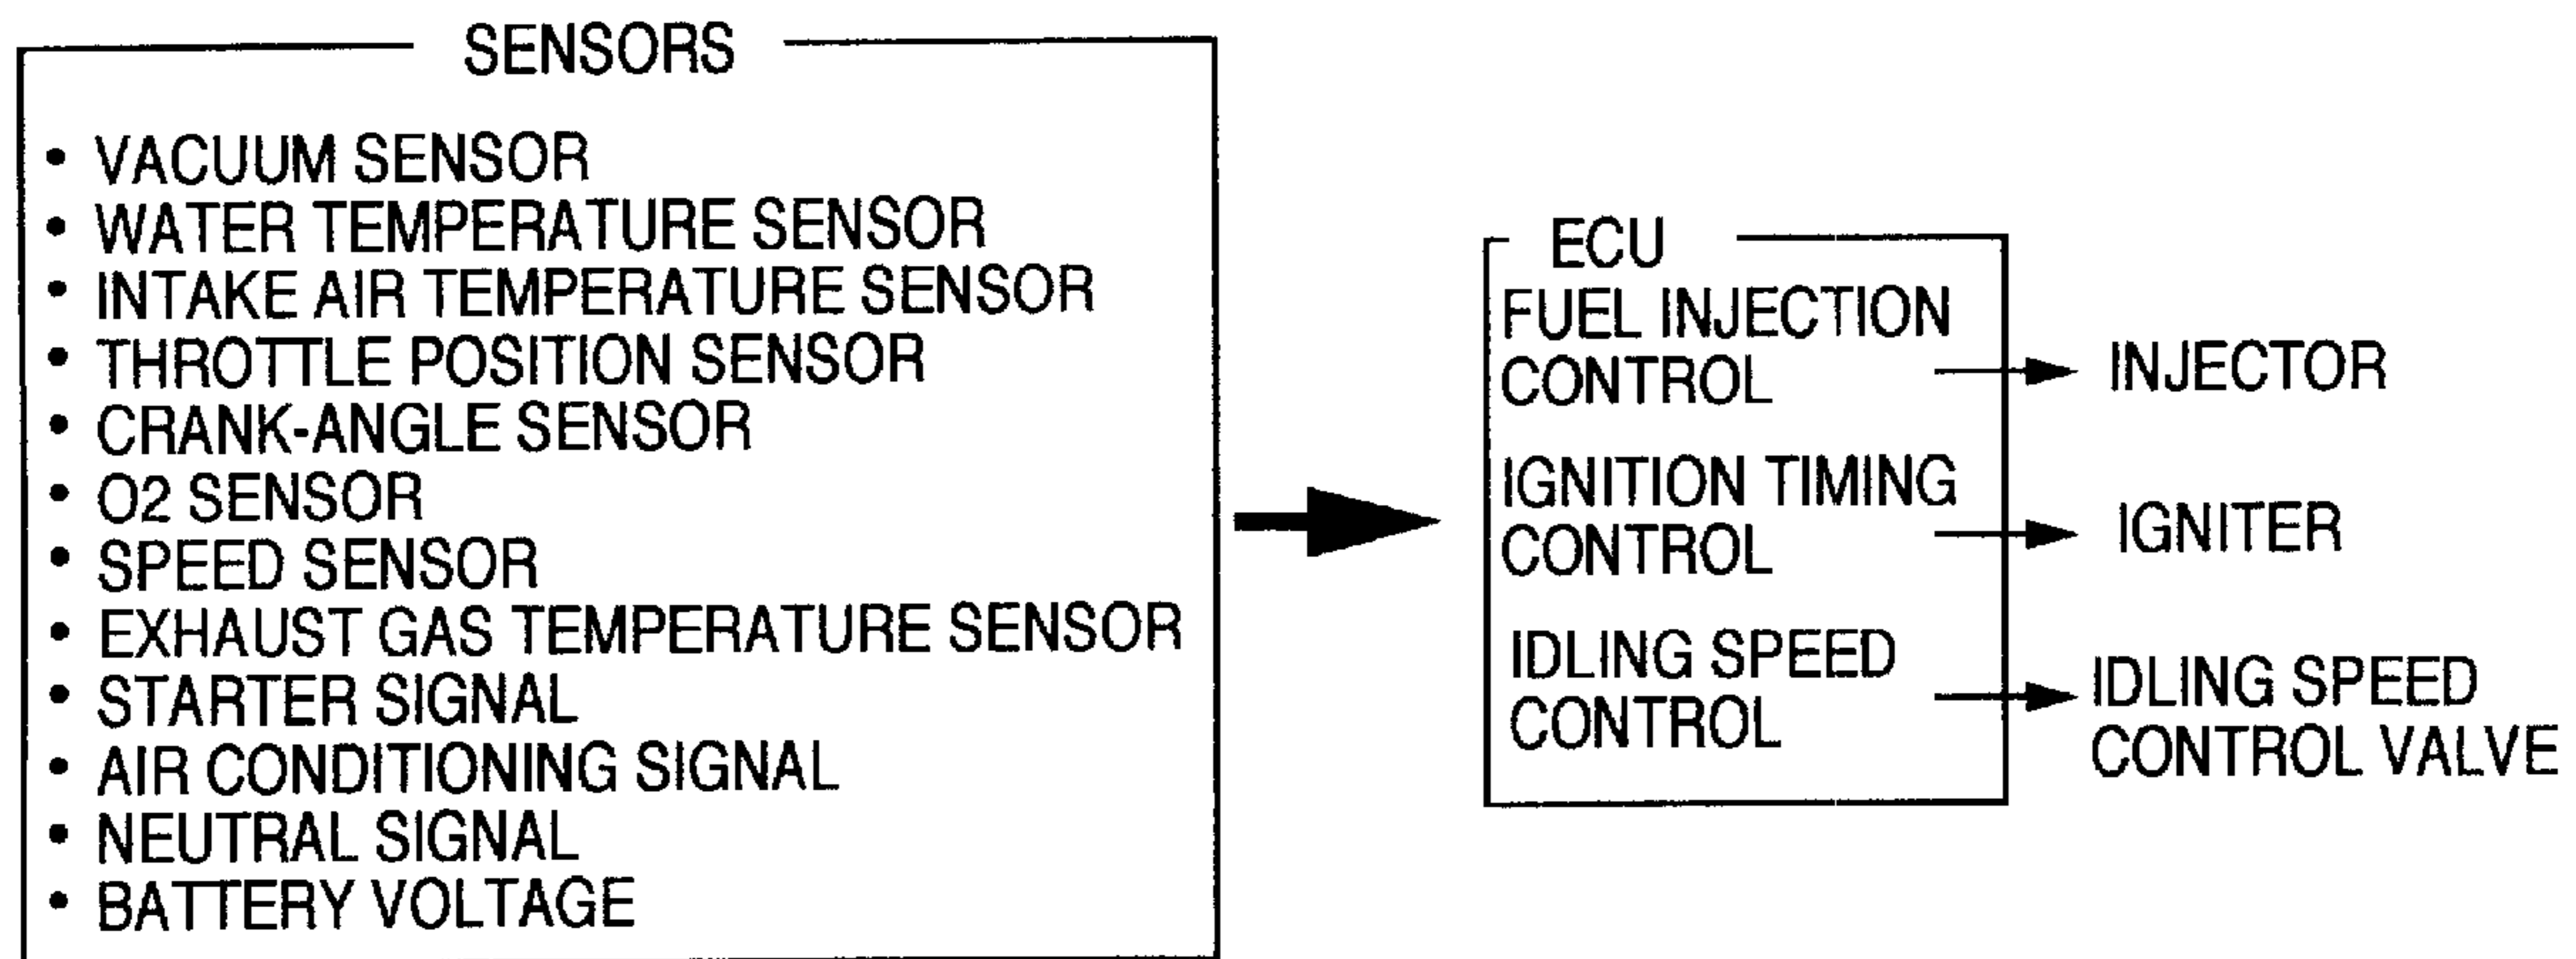 SENSORS
• VACUUM SENSOR
• WATER TEMPERATURE SENSOR
• INTAKE AIR TEMPERATURE SENSOR
• THROTTLE POSITION SENSOR
• CRANK-ANGLE SENSOR
• O2 SENSOR
• SPEED SENSOR
• EXHAUST GAS TEMPERATURE SENSOR
• STARTER SIGNAL
• AIR CONDITIONING SIGNAL
• NEUTRAL SIGNAL
• BATTERY VOLTAGE
ECU
FUEL INJECTION
CONTROL
IGNITION TIMING
CONTROL
IDLING SPEED
CONTROL
INJECTOR
IGNITER
IDLING SPEED
CONTROL VALVE